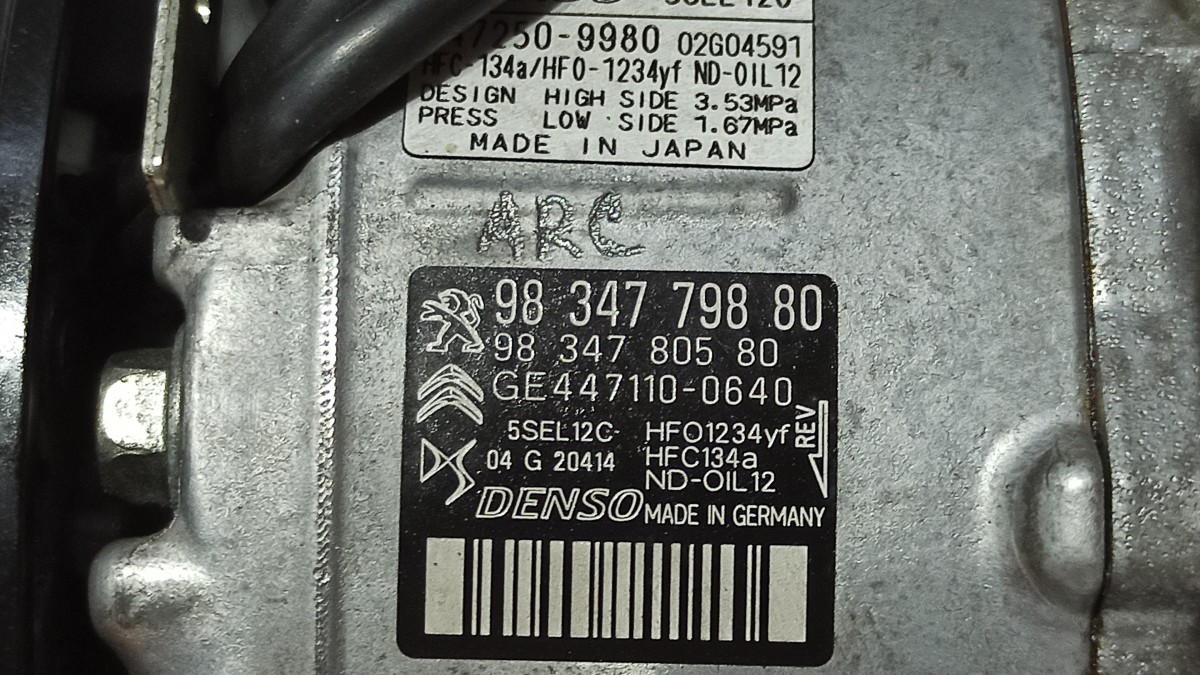 5SEL12C
7250-9980 02G04591
HFC-134a/HFO-1234yf ND-OIL12
DESIGN HIGH SIDE 3.53MPa
PRESS LOW SIDE 1.67MPa
MADE IN JAPAN
ARC
98 347 798 80
98 347 805 80
GE447110-0640
5SEL12C HFO1234yf
04 G 20414 HFC134a
ND-OIL12
REV
DENSO MADE IN GERMANY